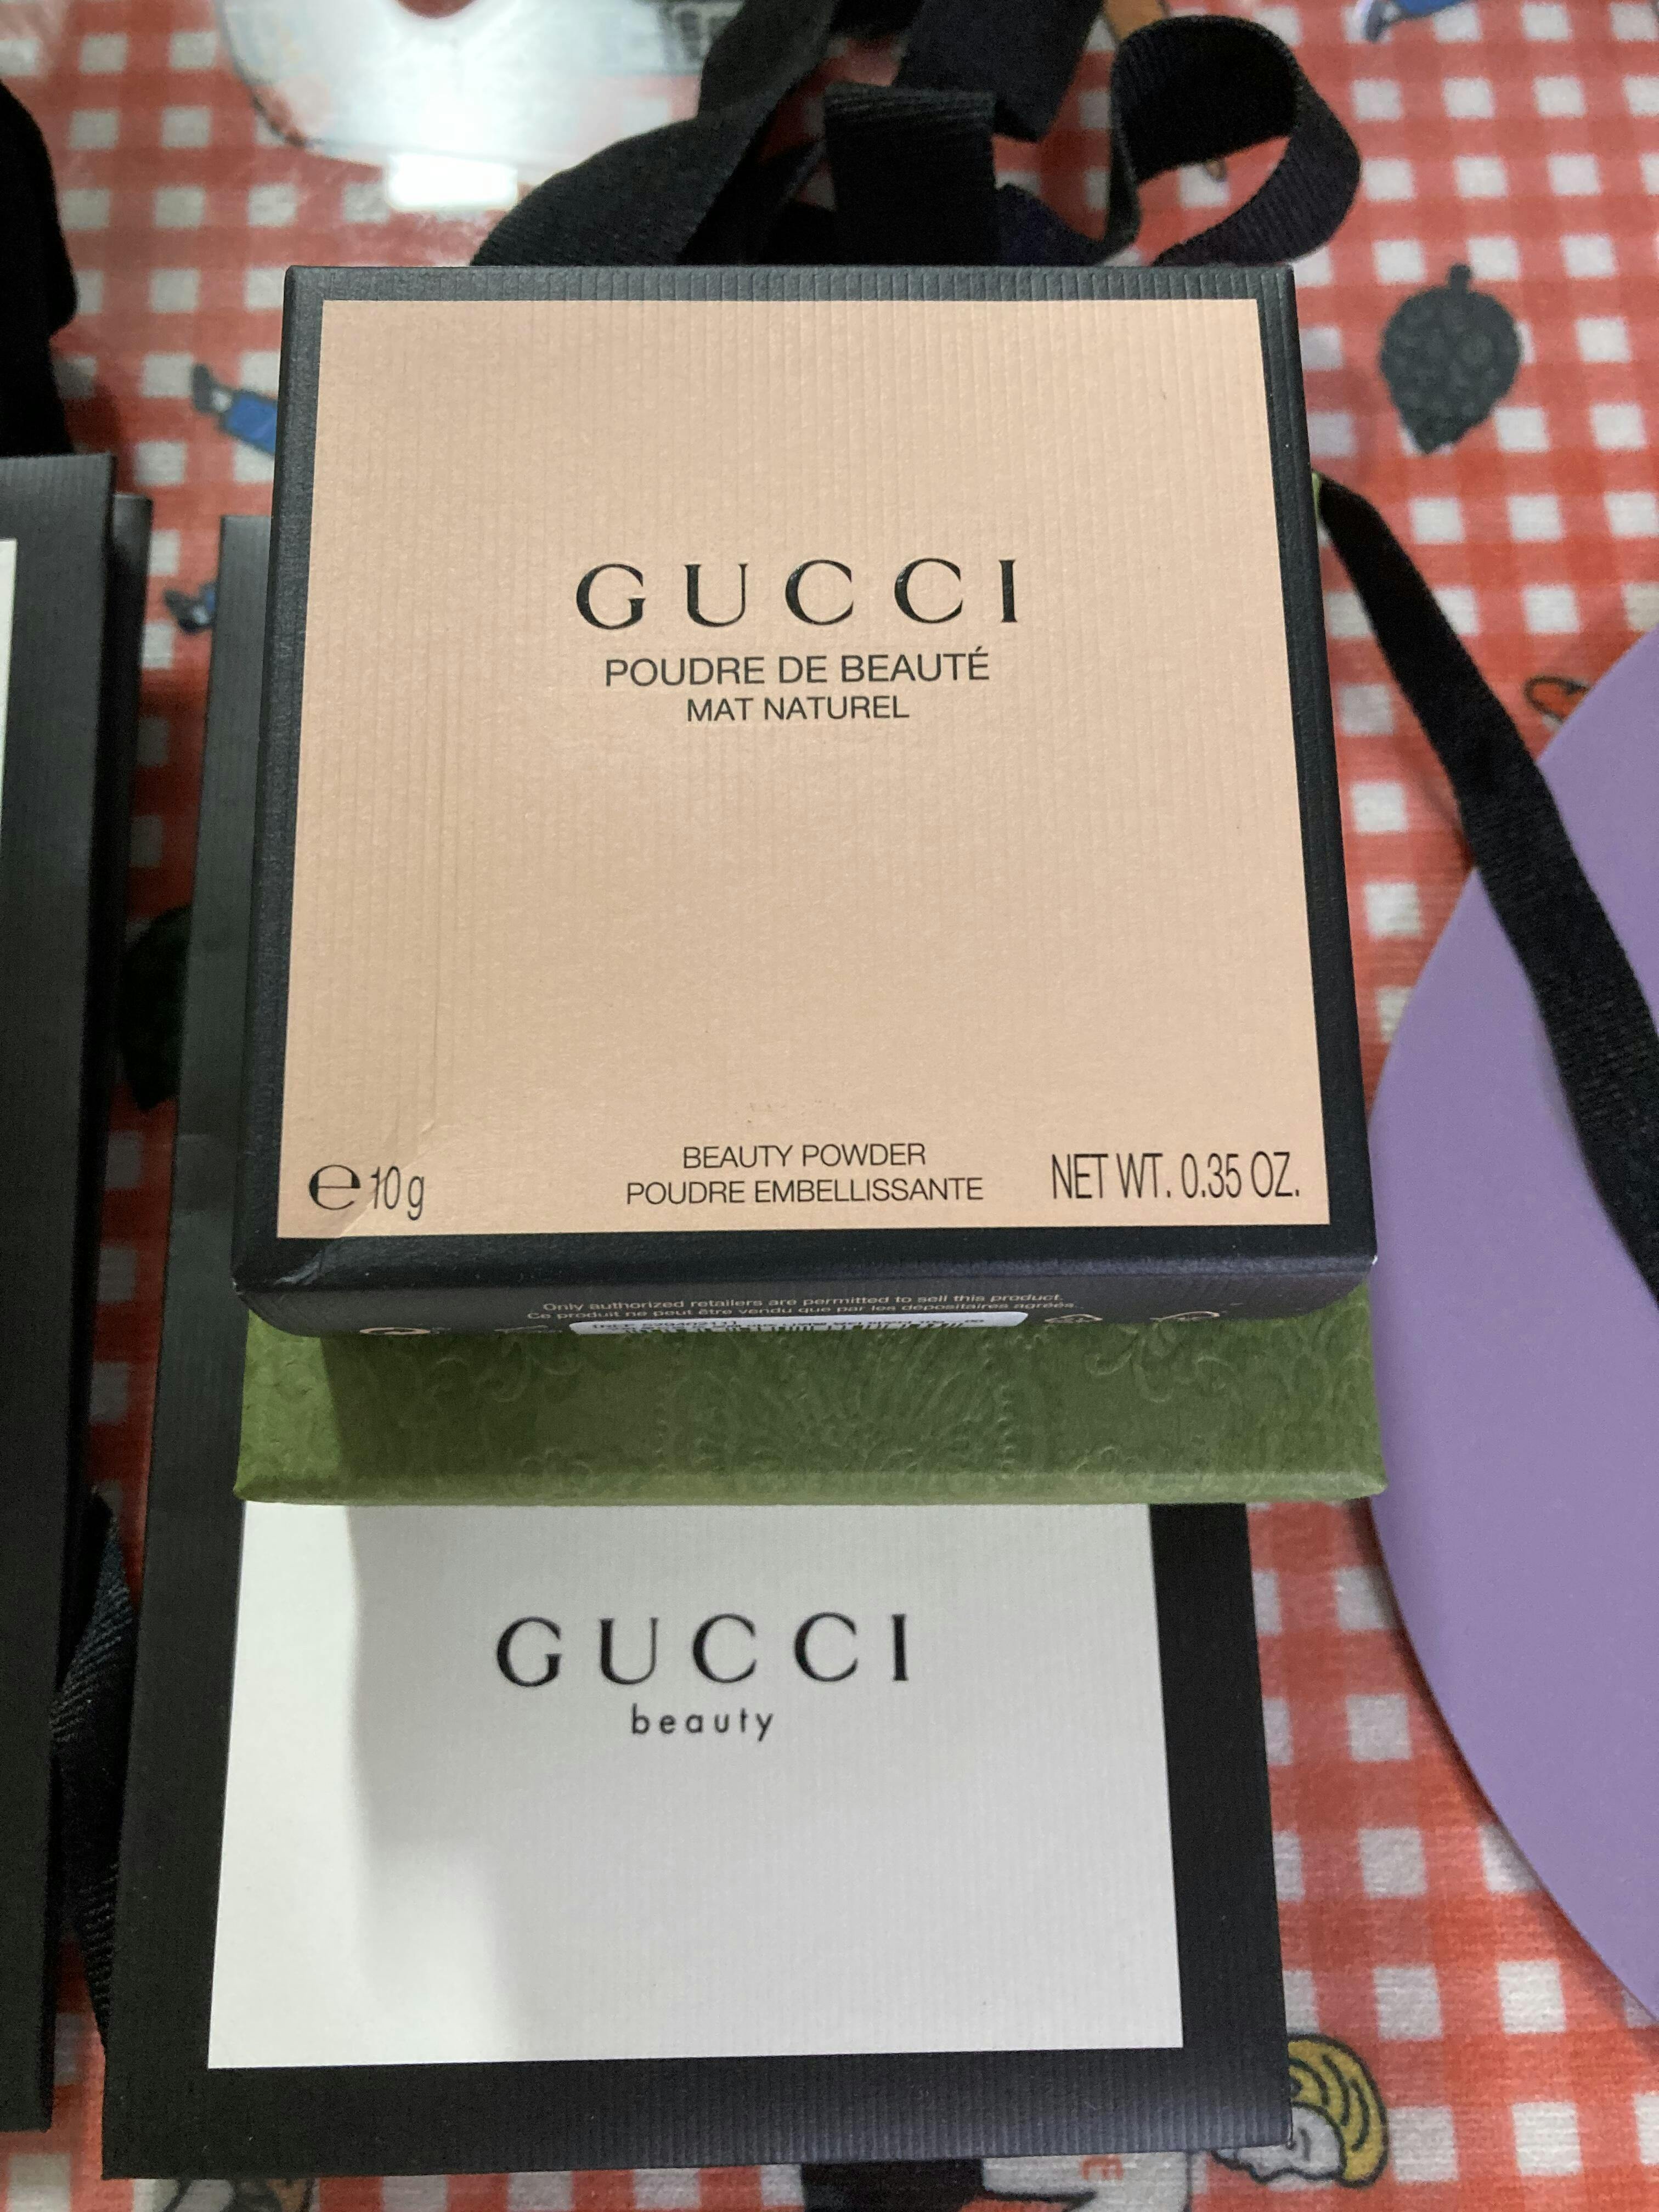 GUCCI
POUDRE DE BEAUTÉ
MAT NATUREL
BEAUTY POWDER
POUDRE EMBELLISSANTE
e 10 g
NET WT. 0.35 OZ.
Only authorized retailers are permitted to sell this product.
Ce produit ne peut être vendu que par les dépositaires agréés.
GUCCI
beauty